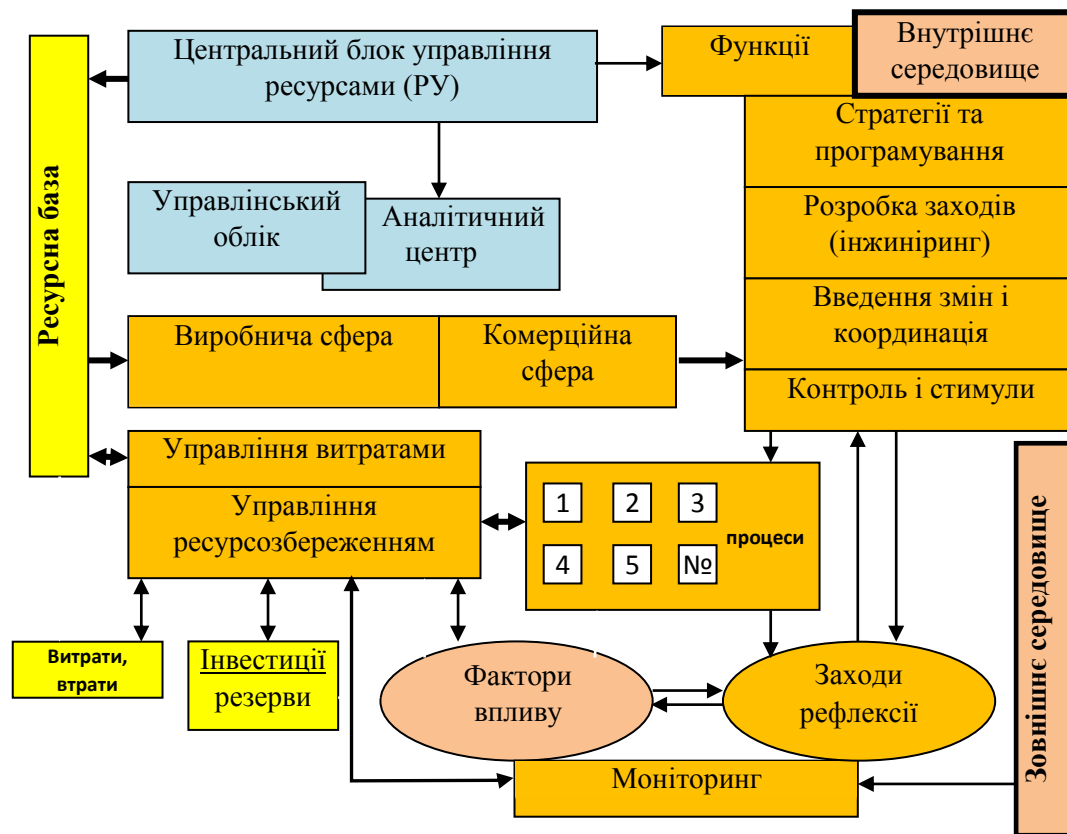 Центральний блок управління
ресурсами (РУ)
Функції
Внутрішнє
середовище
Ресурсна база
Стратегії та
програмування
Управлінський
облік
Аналітичний
центр
Розробка заходів
(інжиніринг)
Виробнича сфера
Комерційна
сфера
Введення змін і
координація
Контроль і стимули
Управління витратами
Управління
ресурсозбереженням
1 2 3
процеси
4 5 №
Зовнішнє середовище
Витрати,
втрати
Інвестиції
резерви
Фактори
впливу
Заходи
рефлексії
Моніторинг